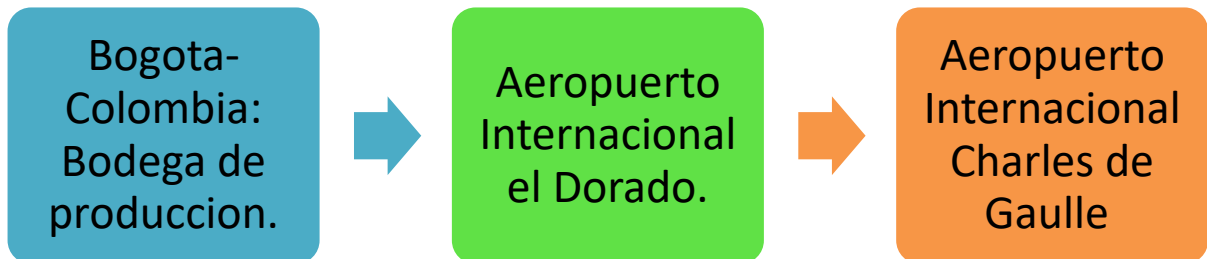 Bogota-
Colombia:
Bodega de
produccion.
Aeropuerto
Internacional
el Dorado.
Aeropuerto
Internacional
Charles de
Gaulle